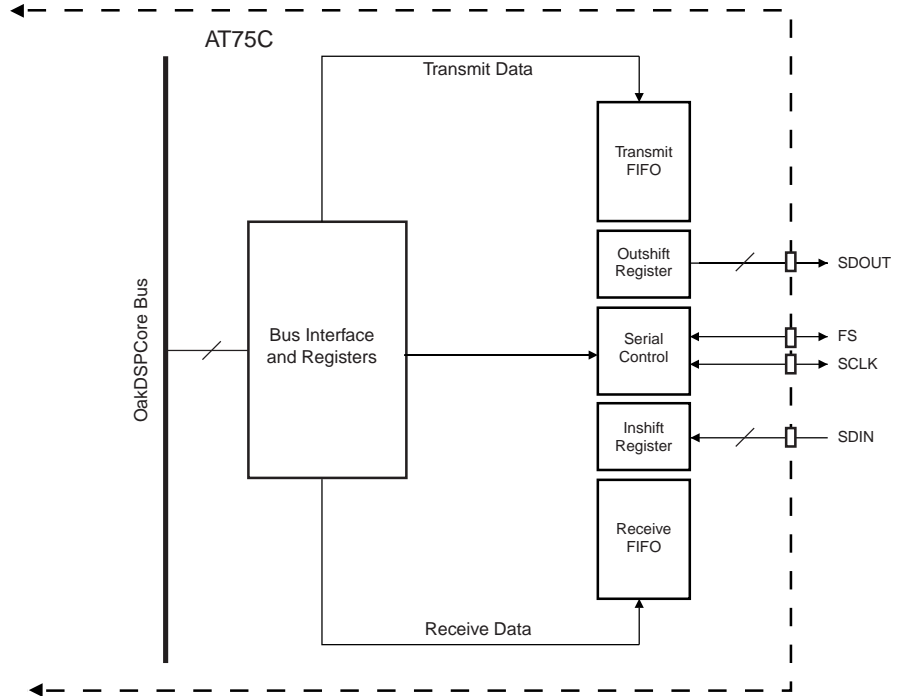 AT75C
Transmit Data
Transmit
FIFO
Outshift
Register
SDOUT
OakDSPCore Bus
Bus Interface
and Registers
Serial
Control
FS
SCLK
Inshift
Register
SDIN
Receive
FIFO
Receive Data